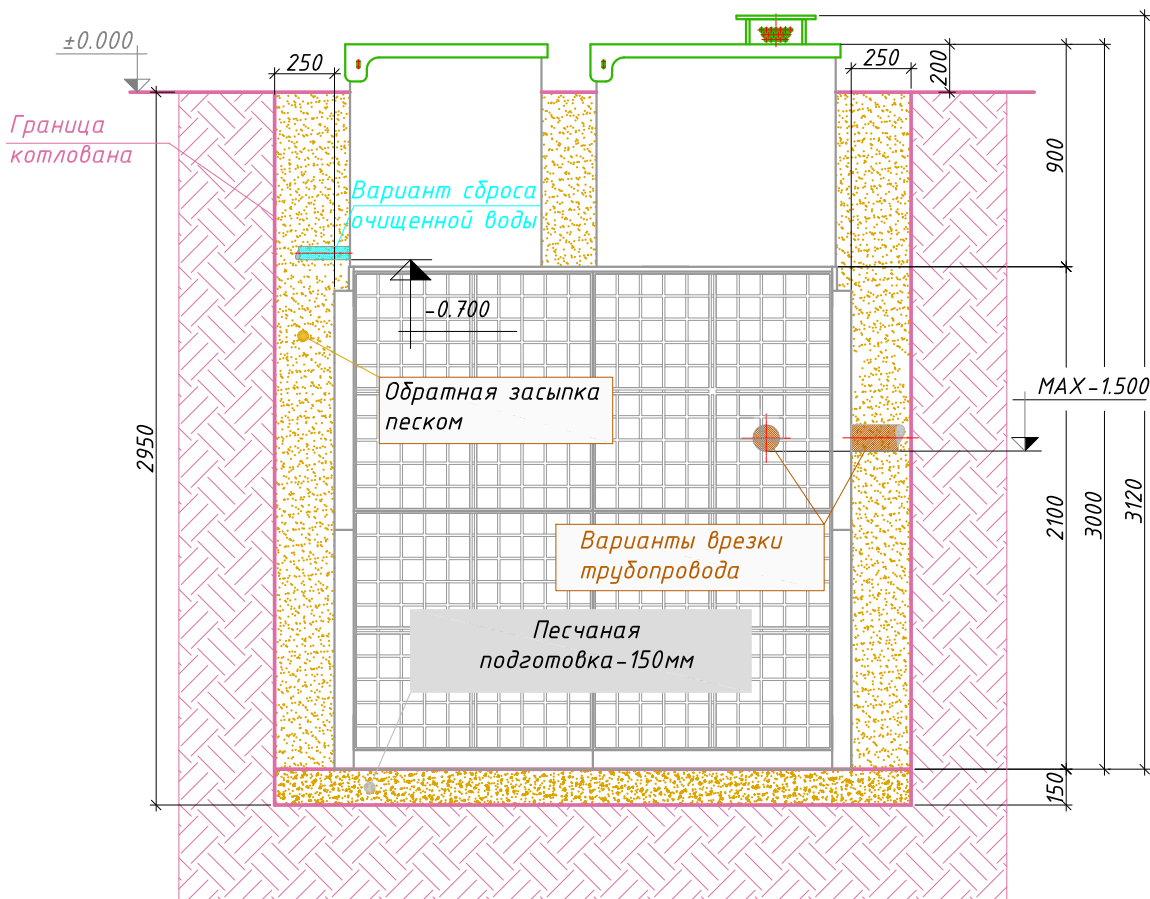 ±0.000
250
250
200
Граница
котлована
900
Вариант сброса
очищенной воды
-0.700
MAX-1.500
Обратная засыпка
песком
2950
2100
3000
3120
Варианты врезки
трубопровода
Песчаная
подготовка-150мм
150